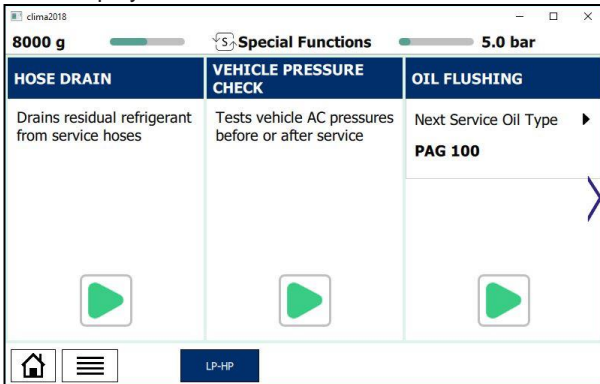 clima2018
8000 g
S
Special Functions
5.0 bar
HOSE DRAIN
Drains residual refrigerant
from service hoses
VEHICLE PRESSURE
CHECK
Tests vehicle AC pressures
before or after service
OIL FLUSHING
Next Service Oil Type
PAG 100
LP-HP